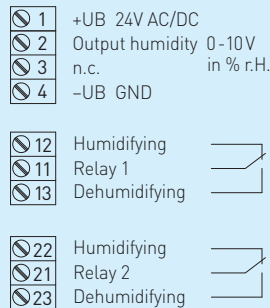 1 +UB 24V AC/DC
2 Output humidity 0-10V
3 n.c. in % r.H.
4 –UB GND
12 Humidifying
11 Relay 1
13 Dehumidifying
22 Humidifying
21 Relay 2
23 Dehumidifying